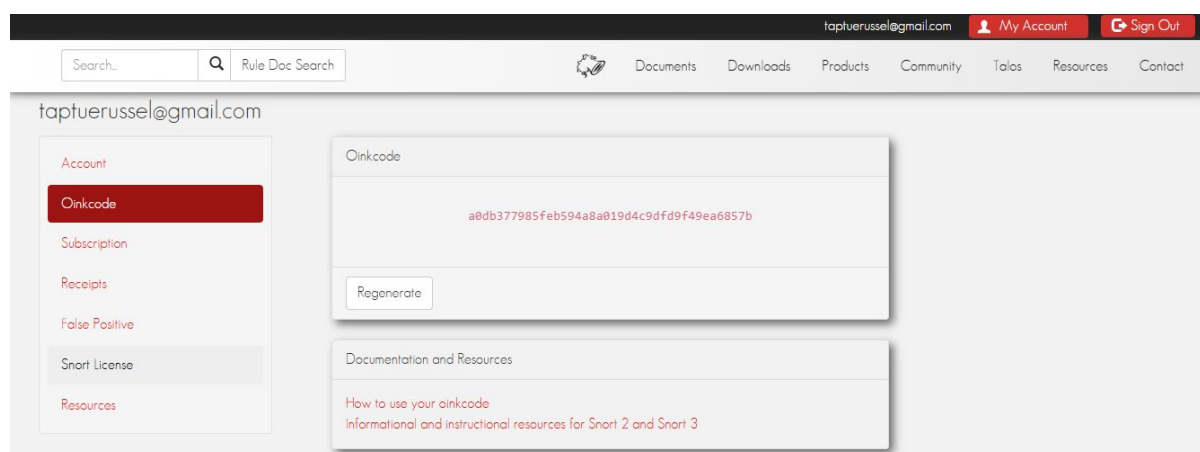 taptuerussel@gmail.com My Account Sign Out
Search... Rule Doc Search Documents Downloads Products Community Talos Resources Contact
taptuerussel@gmail.com
Account
Oinkcode
Subscription
Receipts
False Positive
Snort License
Resources
Oinkcode
a0db377985feb594a8a019d4c9dfd9f49ea6857b
Regenerate
Documentation and Resources
How to use your oinkcode
Informational and instructional resources for Snort 2 and Snort 3